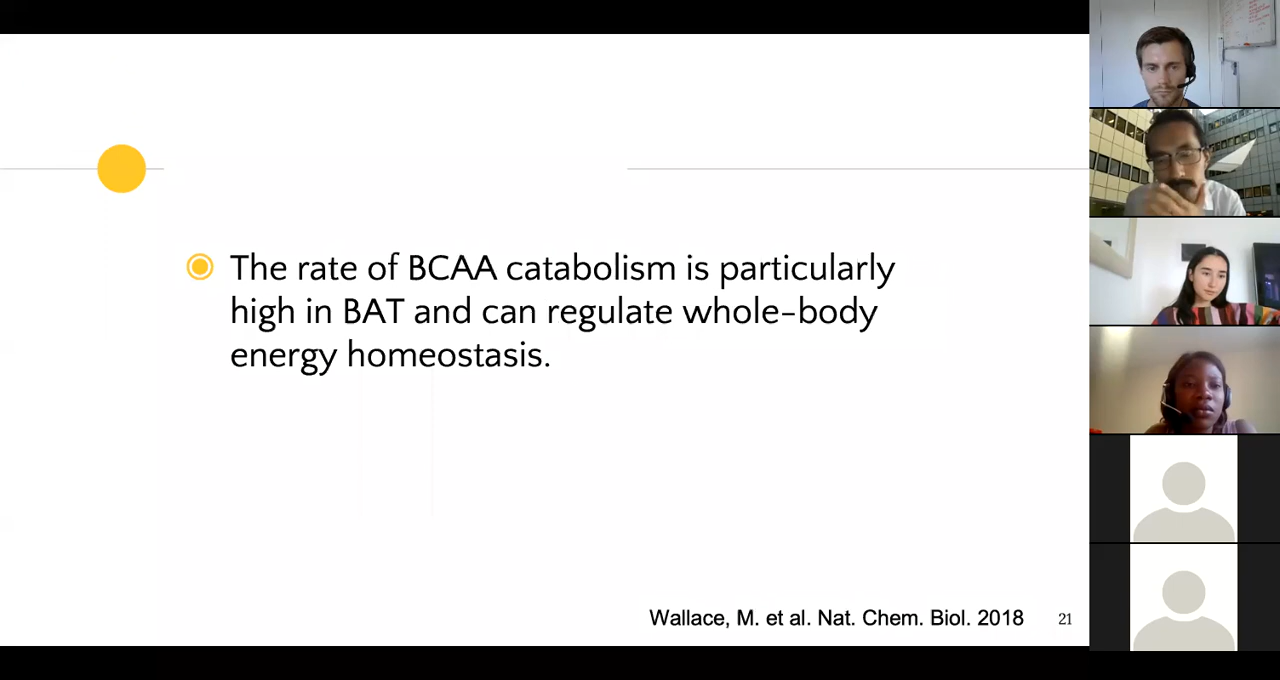 The rate of BCAA catabolism is particularly
high in BAT and can regulate whole-body
energy homeostasis.
Wallace, M. et al. Nat. Chem. Biol. 2018
21